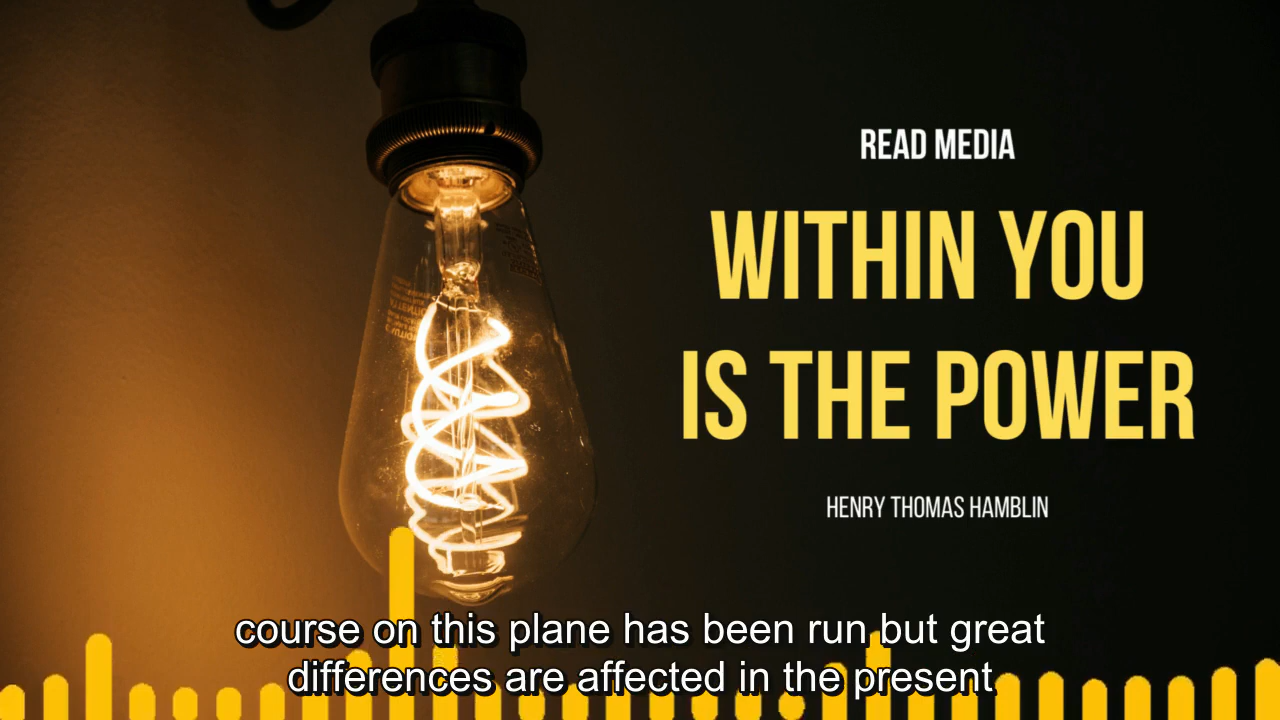 READ MEDIA
WITHIN YOU
IS THE POWER
HENRY THOMAS HAMBLIN
course on this plane has been run but great
differences are affected in the present